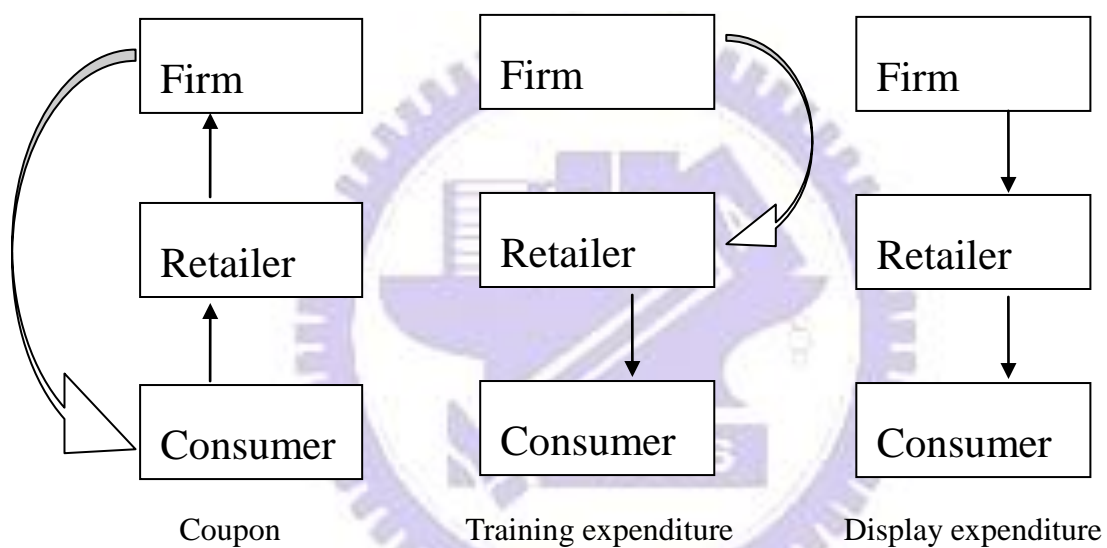 Firm
Firm
Firm
Retailer
Retailer
Retailer
Consumer
Consumer
Consumer
Coupon
Training expenditure
Display expenditure